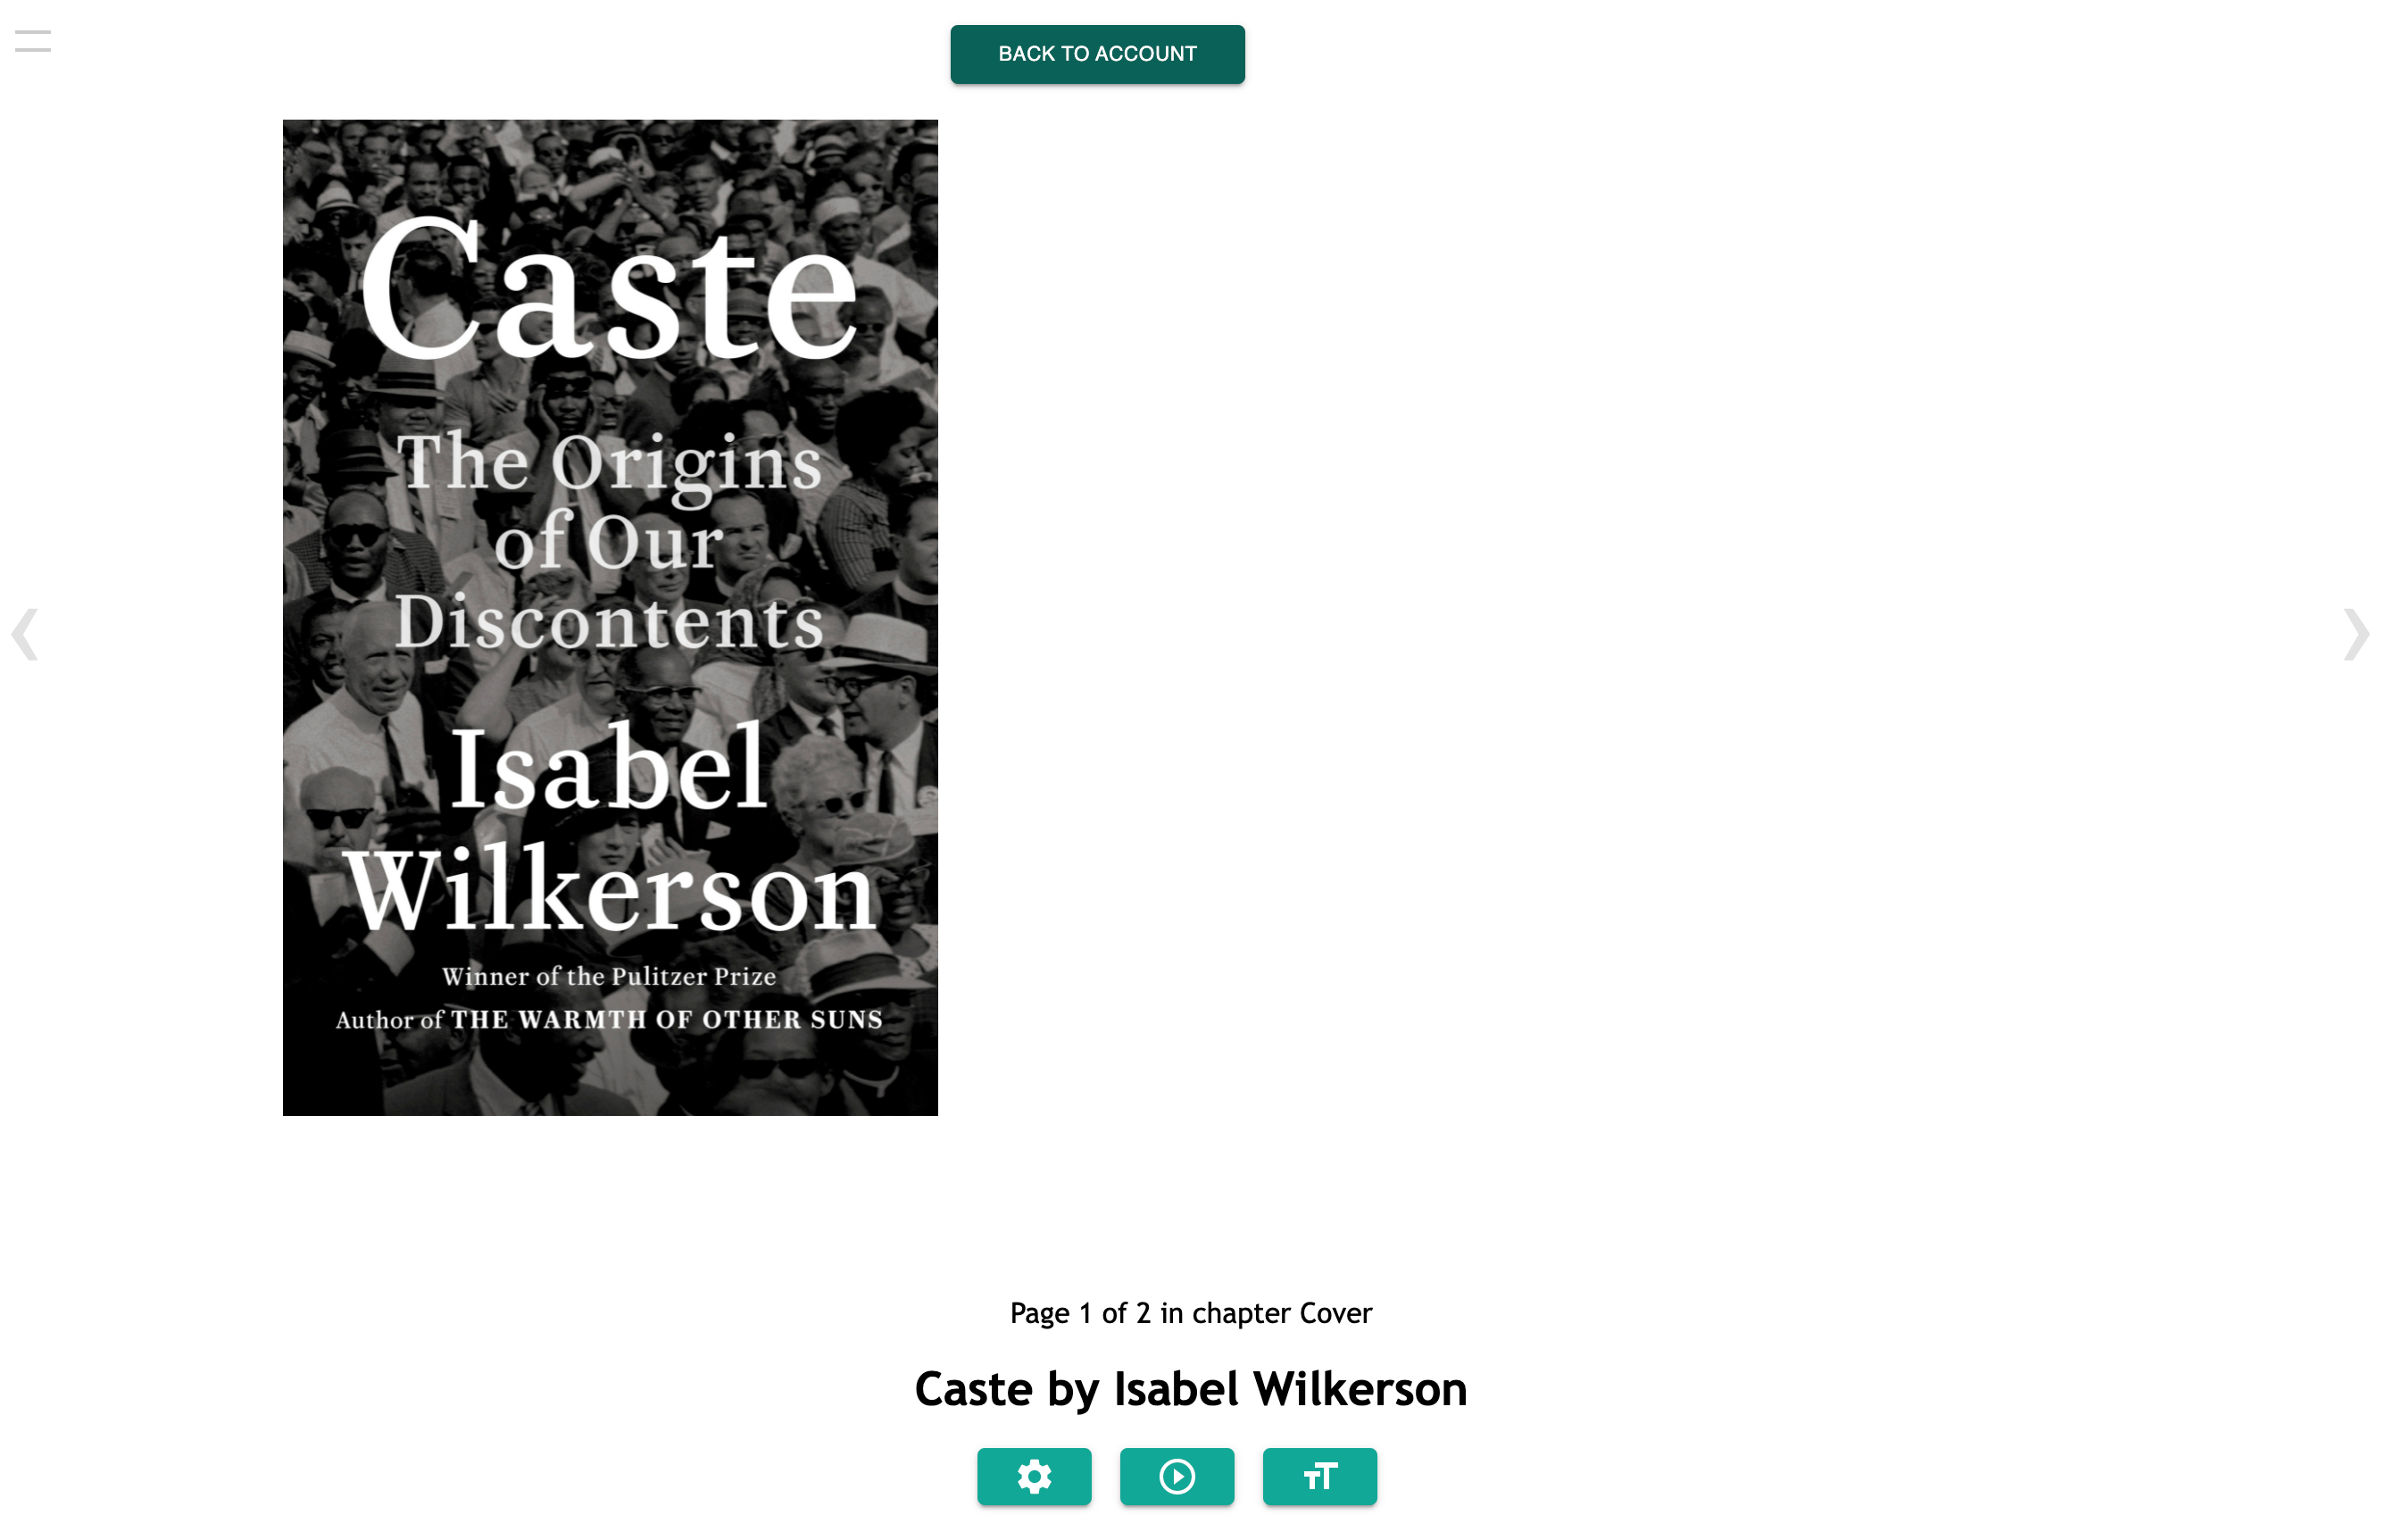 BACK TO ACCOUNT
Caste
The Origins
of Our
Discontents
Isabel
Wilkerson
Winner of the Pulitzer Prize
Author of THE WARMTH OF OTHER SUNS
Page 1 of 2 in chapter Cover
Caste by Isabel Wilkerson